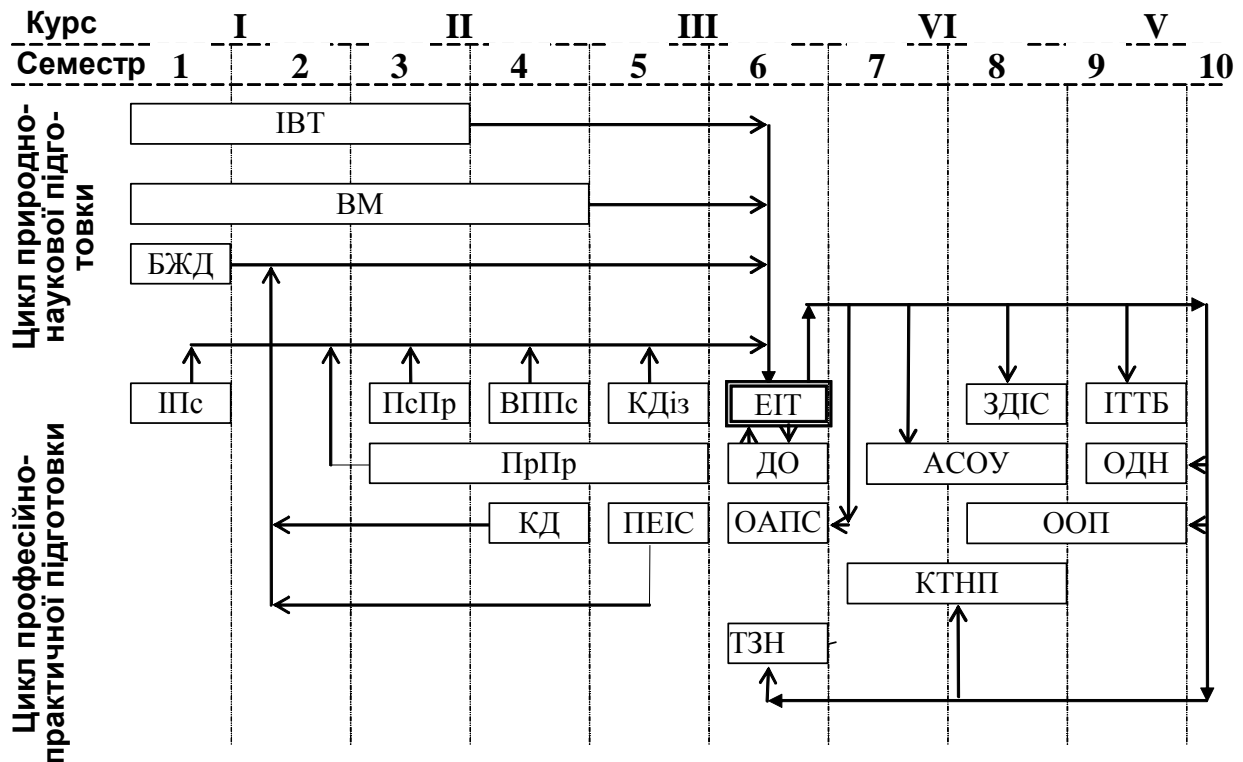 Курс I II III VI V
Семестр 1 2 3 4 5 6 7 8 9 10
Цикл природно-
наукової підго-
товки
ІВТ
ВМ
БЖД
ІПс ПсПр ВППс КДіз ЕІТ ЗДІС ІТТБ
Цикл професійно-
практичної підготовки
ПрПр ДО АСОУ ОДН
КД ПЕІС ОАПС ООП
КТНП
ТЗН